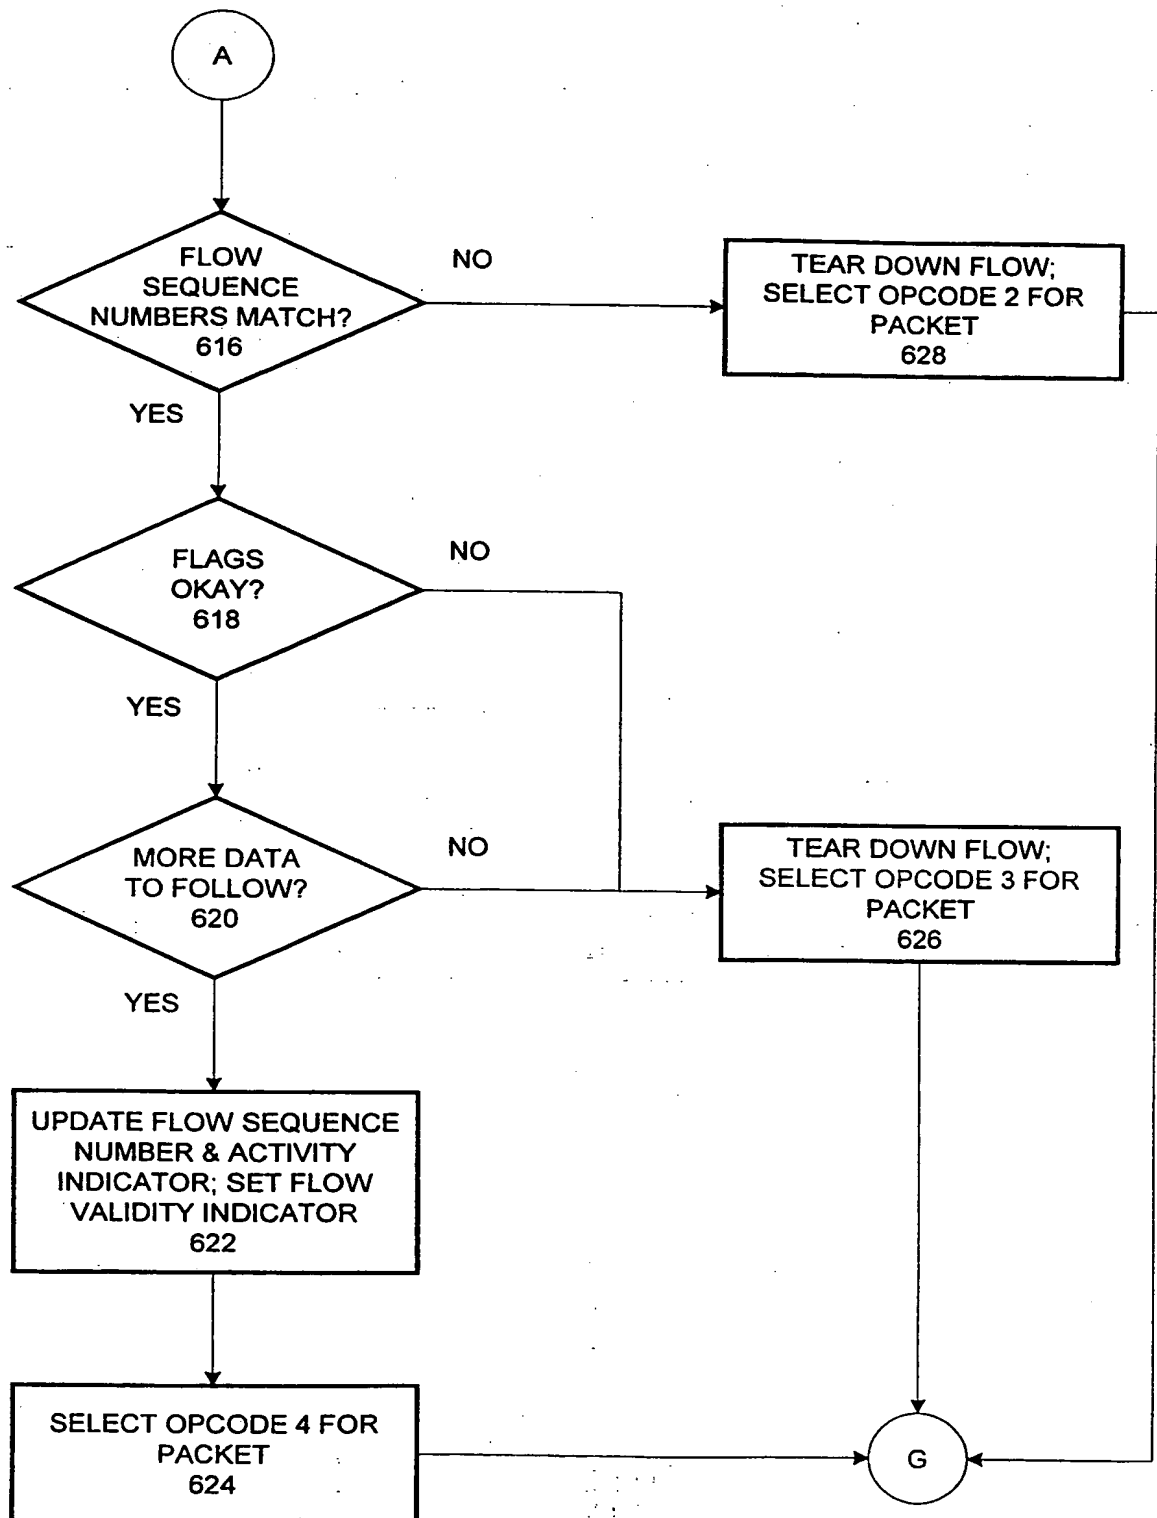 A
FLOW
SEQUENCE
NUMBERS MATCH?
616
NO
TEAR DOWN FLOW;
SELECT OPCODE 2 FOR
PACKET
628
YES
FLAGS
OKAY?
618
NO
YES
MORE DATA
TO FOLLOW?
620
NO
TEAR DOWN FLOW;
SELECT OPCODE 3 FOR
PACKET
626
YES
UPDATE FLOW SEQUENCE
NUMBER & ACTIVITY
INDICATOR; SET FLOW
VALIDITY INDICATOR
622
SELECT OPCODE 4 FOR
PACKET
624
G